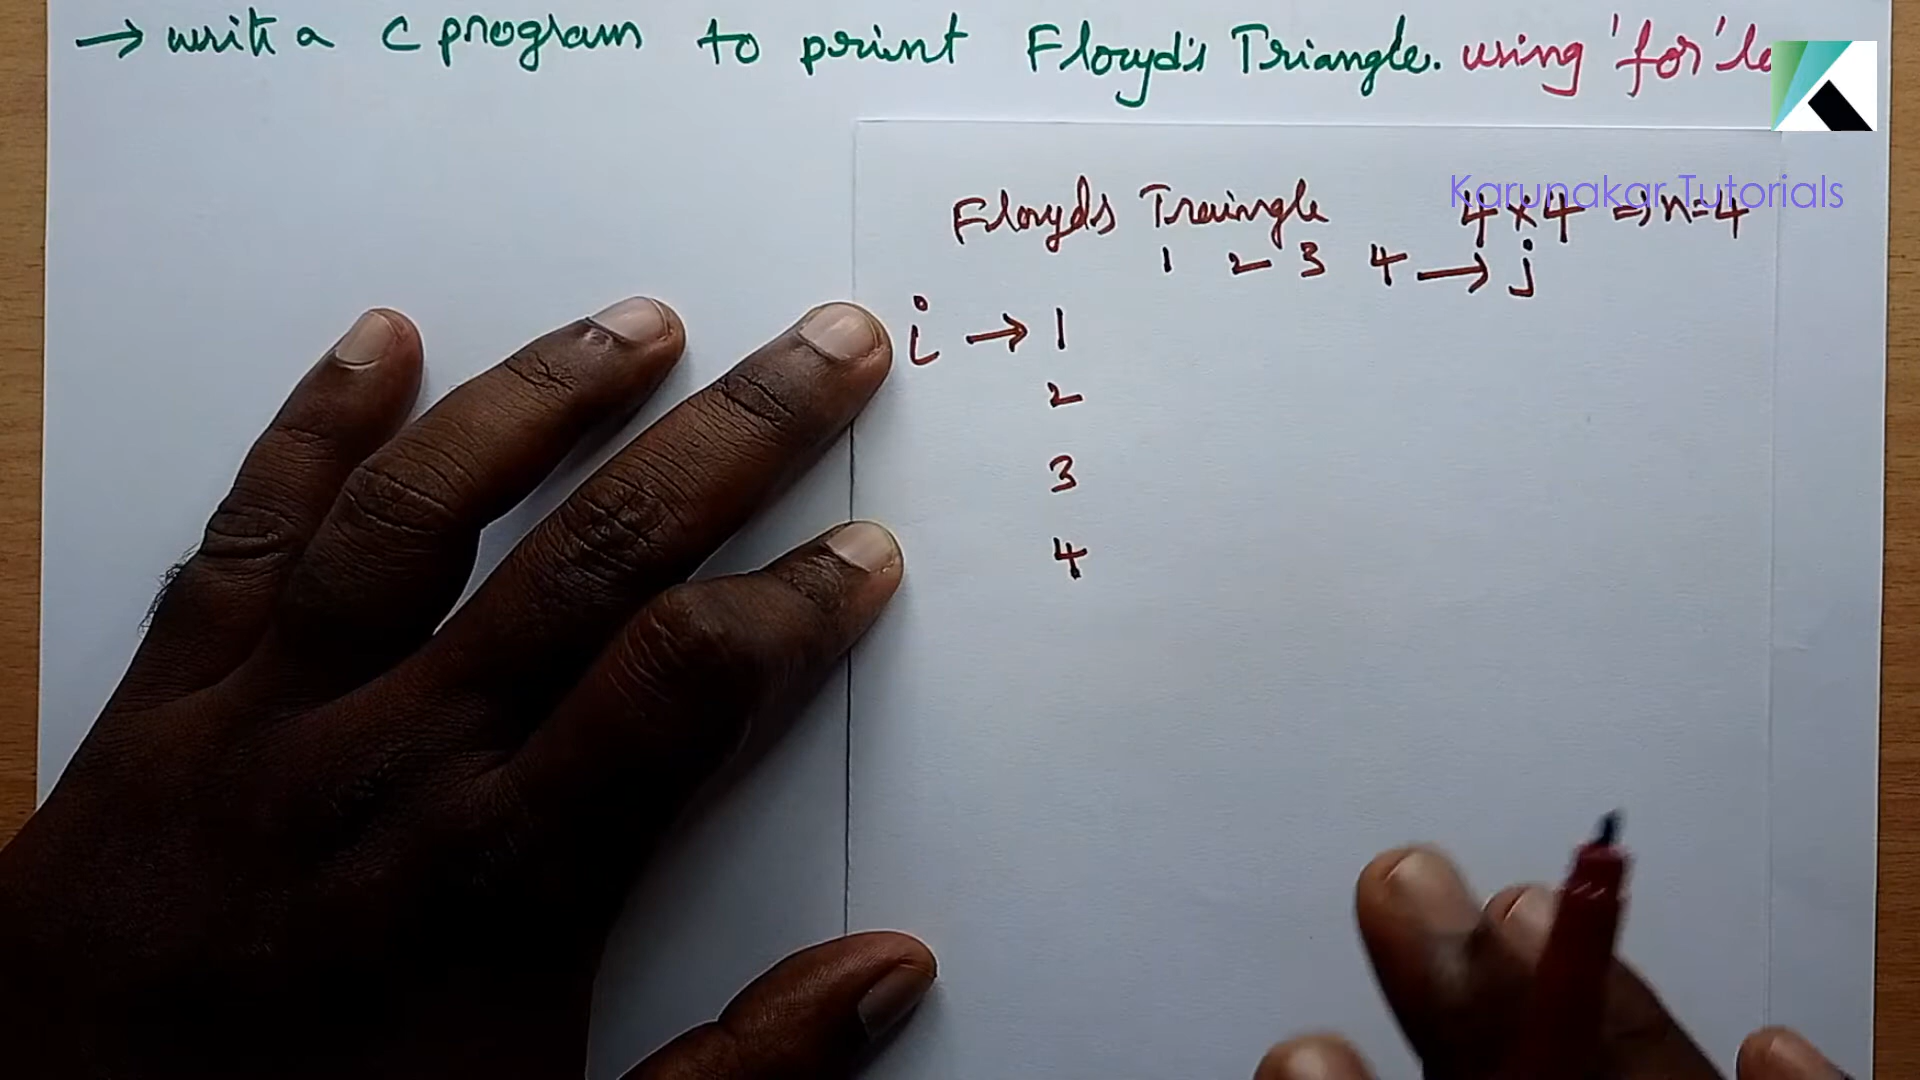 → write a c program to print Floyd's Triangle. using 'for' lo
Karunakar Tutorials
Floyds Traingle 4×4 ⇒ n=4
1 2 3 4 → j
i → 1
2
3
4